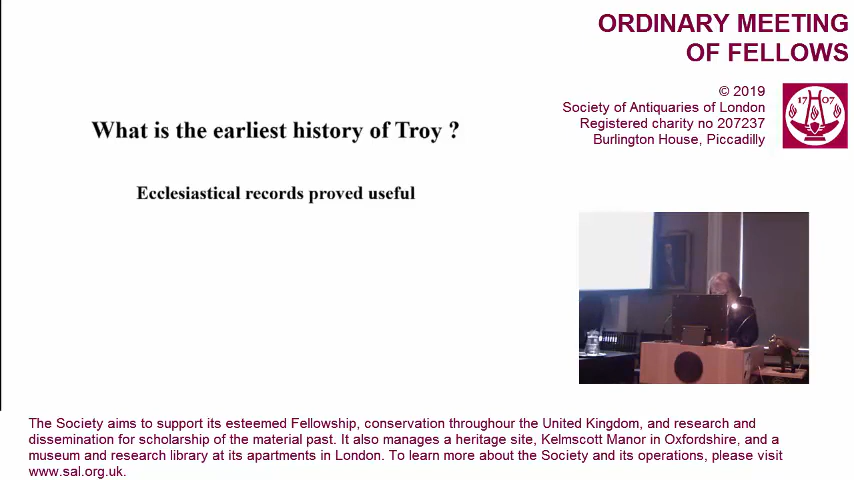 ORDINARY MEETING
OF FELLOWS
© 2019
Society of Antiquaries of London
Registered charity no 207237
Burlington House, Piccadilly
17 07
What is the earliest history of Troy ?
Ecclesiastical records proved useful
The Society aims to support its esteemed Fellowship, conservation throughour the United Kingdom, and research and
dissemination for scholarship of the material past. It also manages a heritage site, Kelmscott Manor in Oxfordshire, and a
museum and research library at its apartments in London. To learn more about the Society and its operations, please visit
www.sal.org.uk.